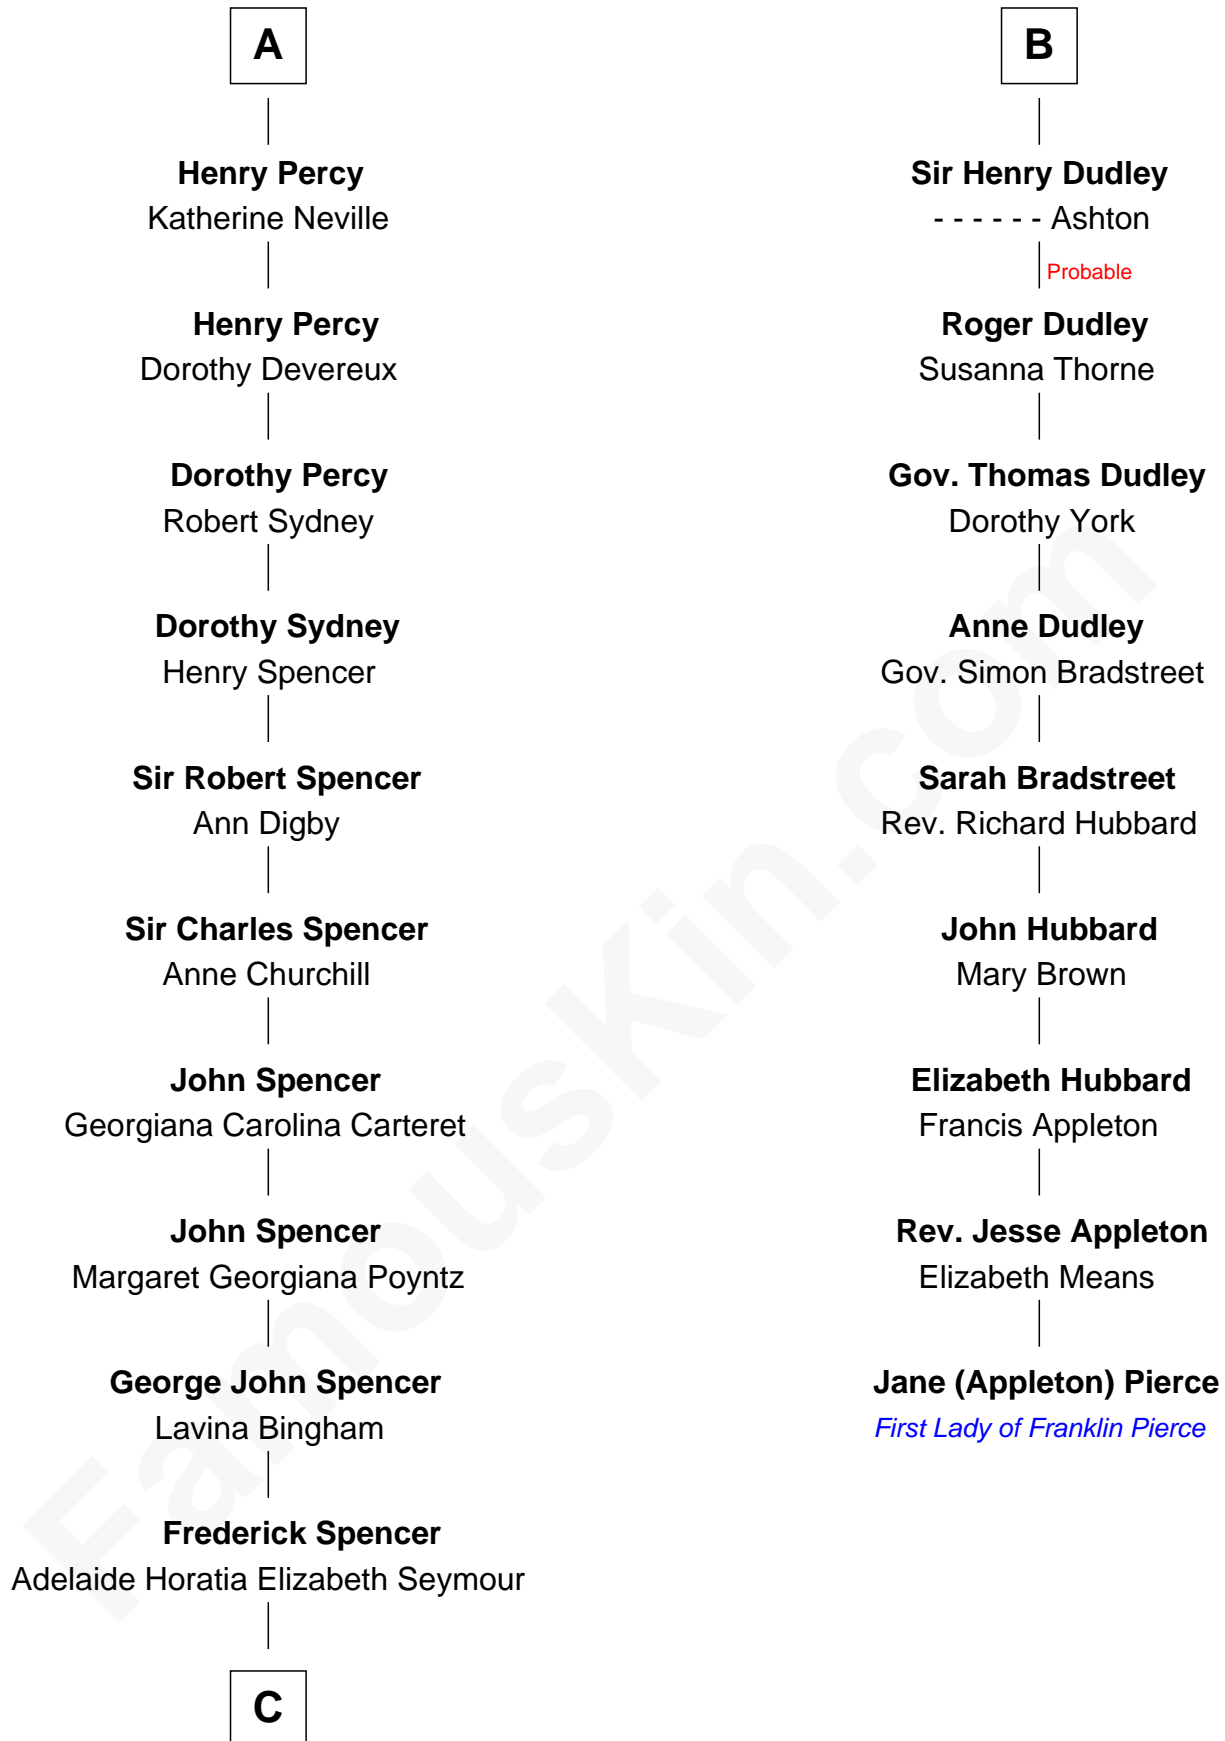 A
Henry Percy
Katherine Neville
Henry Percy
Dorothy Devereux
Dorothy Percy
Robert Sydney
Dorothy Sydney
Henry Spencer
Sir Robert Spencer
Ann Digby
Sir Charles Spencer
Anne Churchill
John Spencer
Georgiana Carolina Carteret
John Spencer
Margaret Georgiana Poyntz
George John Spencer
Lavina Bingham
Frederick Spencer
Adelaide Horatia Elizabeth Seymour
C
B
Sir Henry Dudley
- - - - - - Ashton
Probable
Roger Dudley
Susanna Thorne
Gov. Thomas Dudley
Dorothy York
Anne Dudley
Gov. Simon Bradstreet
Sarah Bradstreet
Rev. Richard Hubbard
John Hubbard
Mary Brown
Elizabeth Hubbard
Francis Appleton
Rev. Jesse Appleton
Elizabeth Means
Jane (Appleton) Pierce
First Lady of Franklin Pierce
FamousKin.com